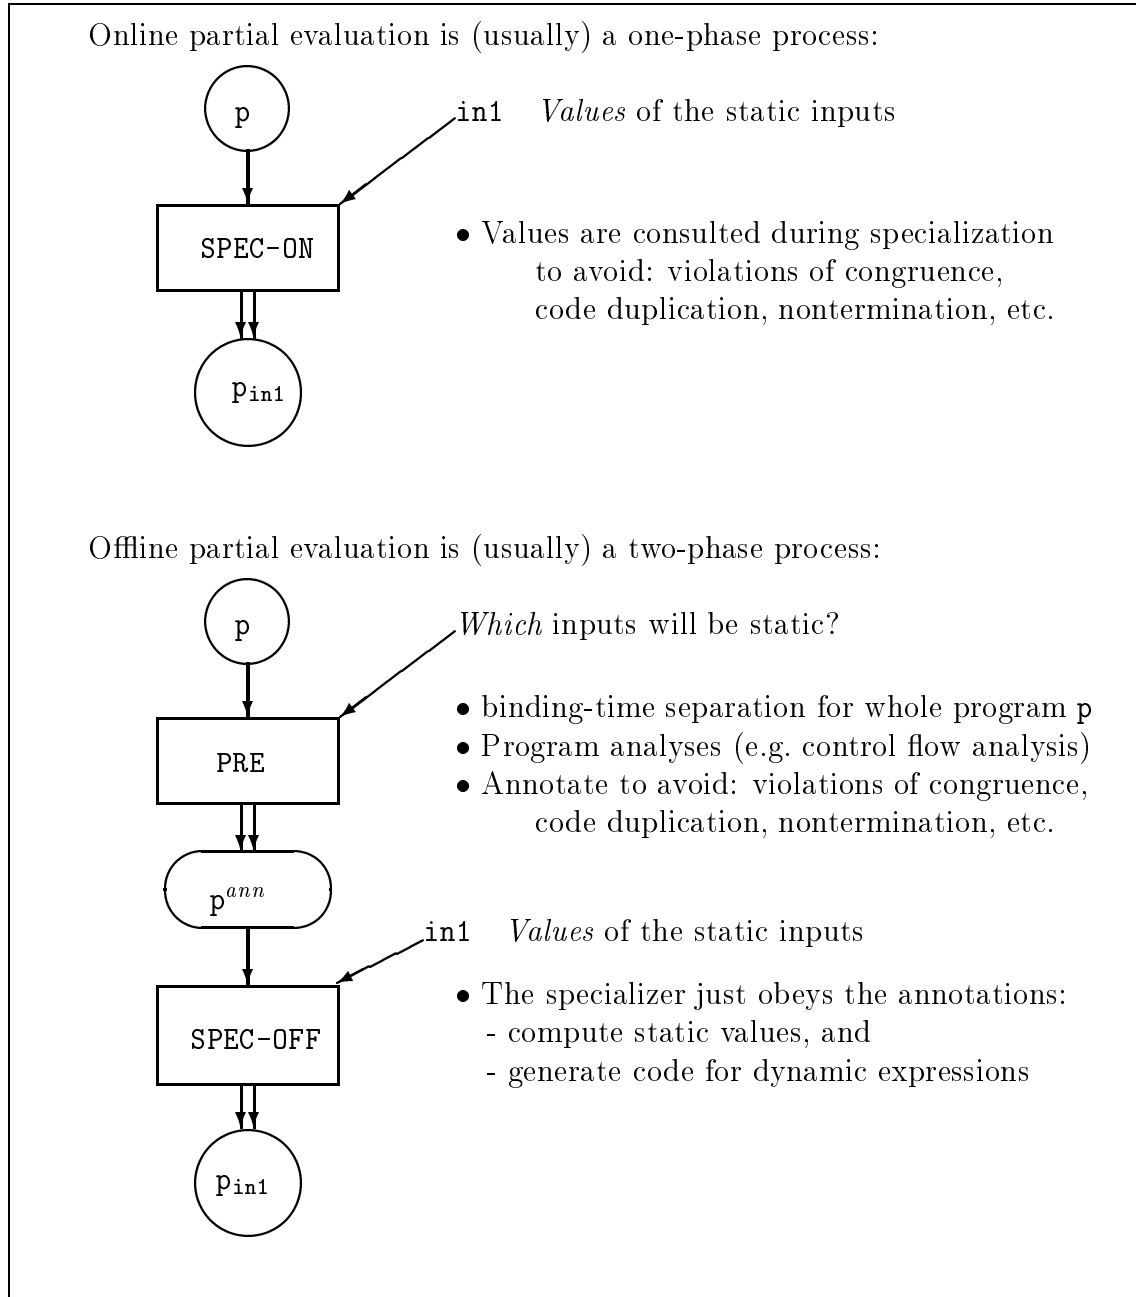 Online partial evaluation is (usually) a one-phase process:
p
in1 Values of the static inputs
SPEC-ON
• Values are consulted during specialization
to avoid: violations of congruence,
code duplication, nontermination, etc.
p_in1
Offline partial evaluation is (usually) a two-phase process:
p
Which inputs will be static?
PRE
• binding-time separation for whole program p
• Program analyses (e.g. control flow analysis)
• Annotate to avoid: violations of congruence,
code duplication, nontermination, etc.
p^ann
in1 Values of the static inputs
SPEC-OFF
• The specializer just obeys the annotations:
- compute static values, and
- generate code for dynamic expressions
p_in1